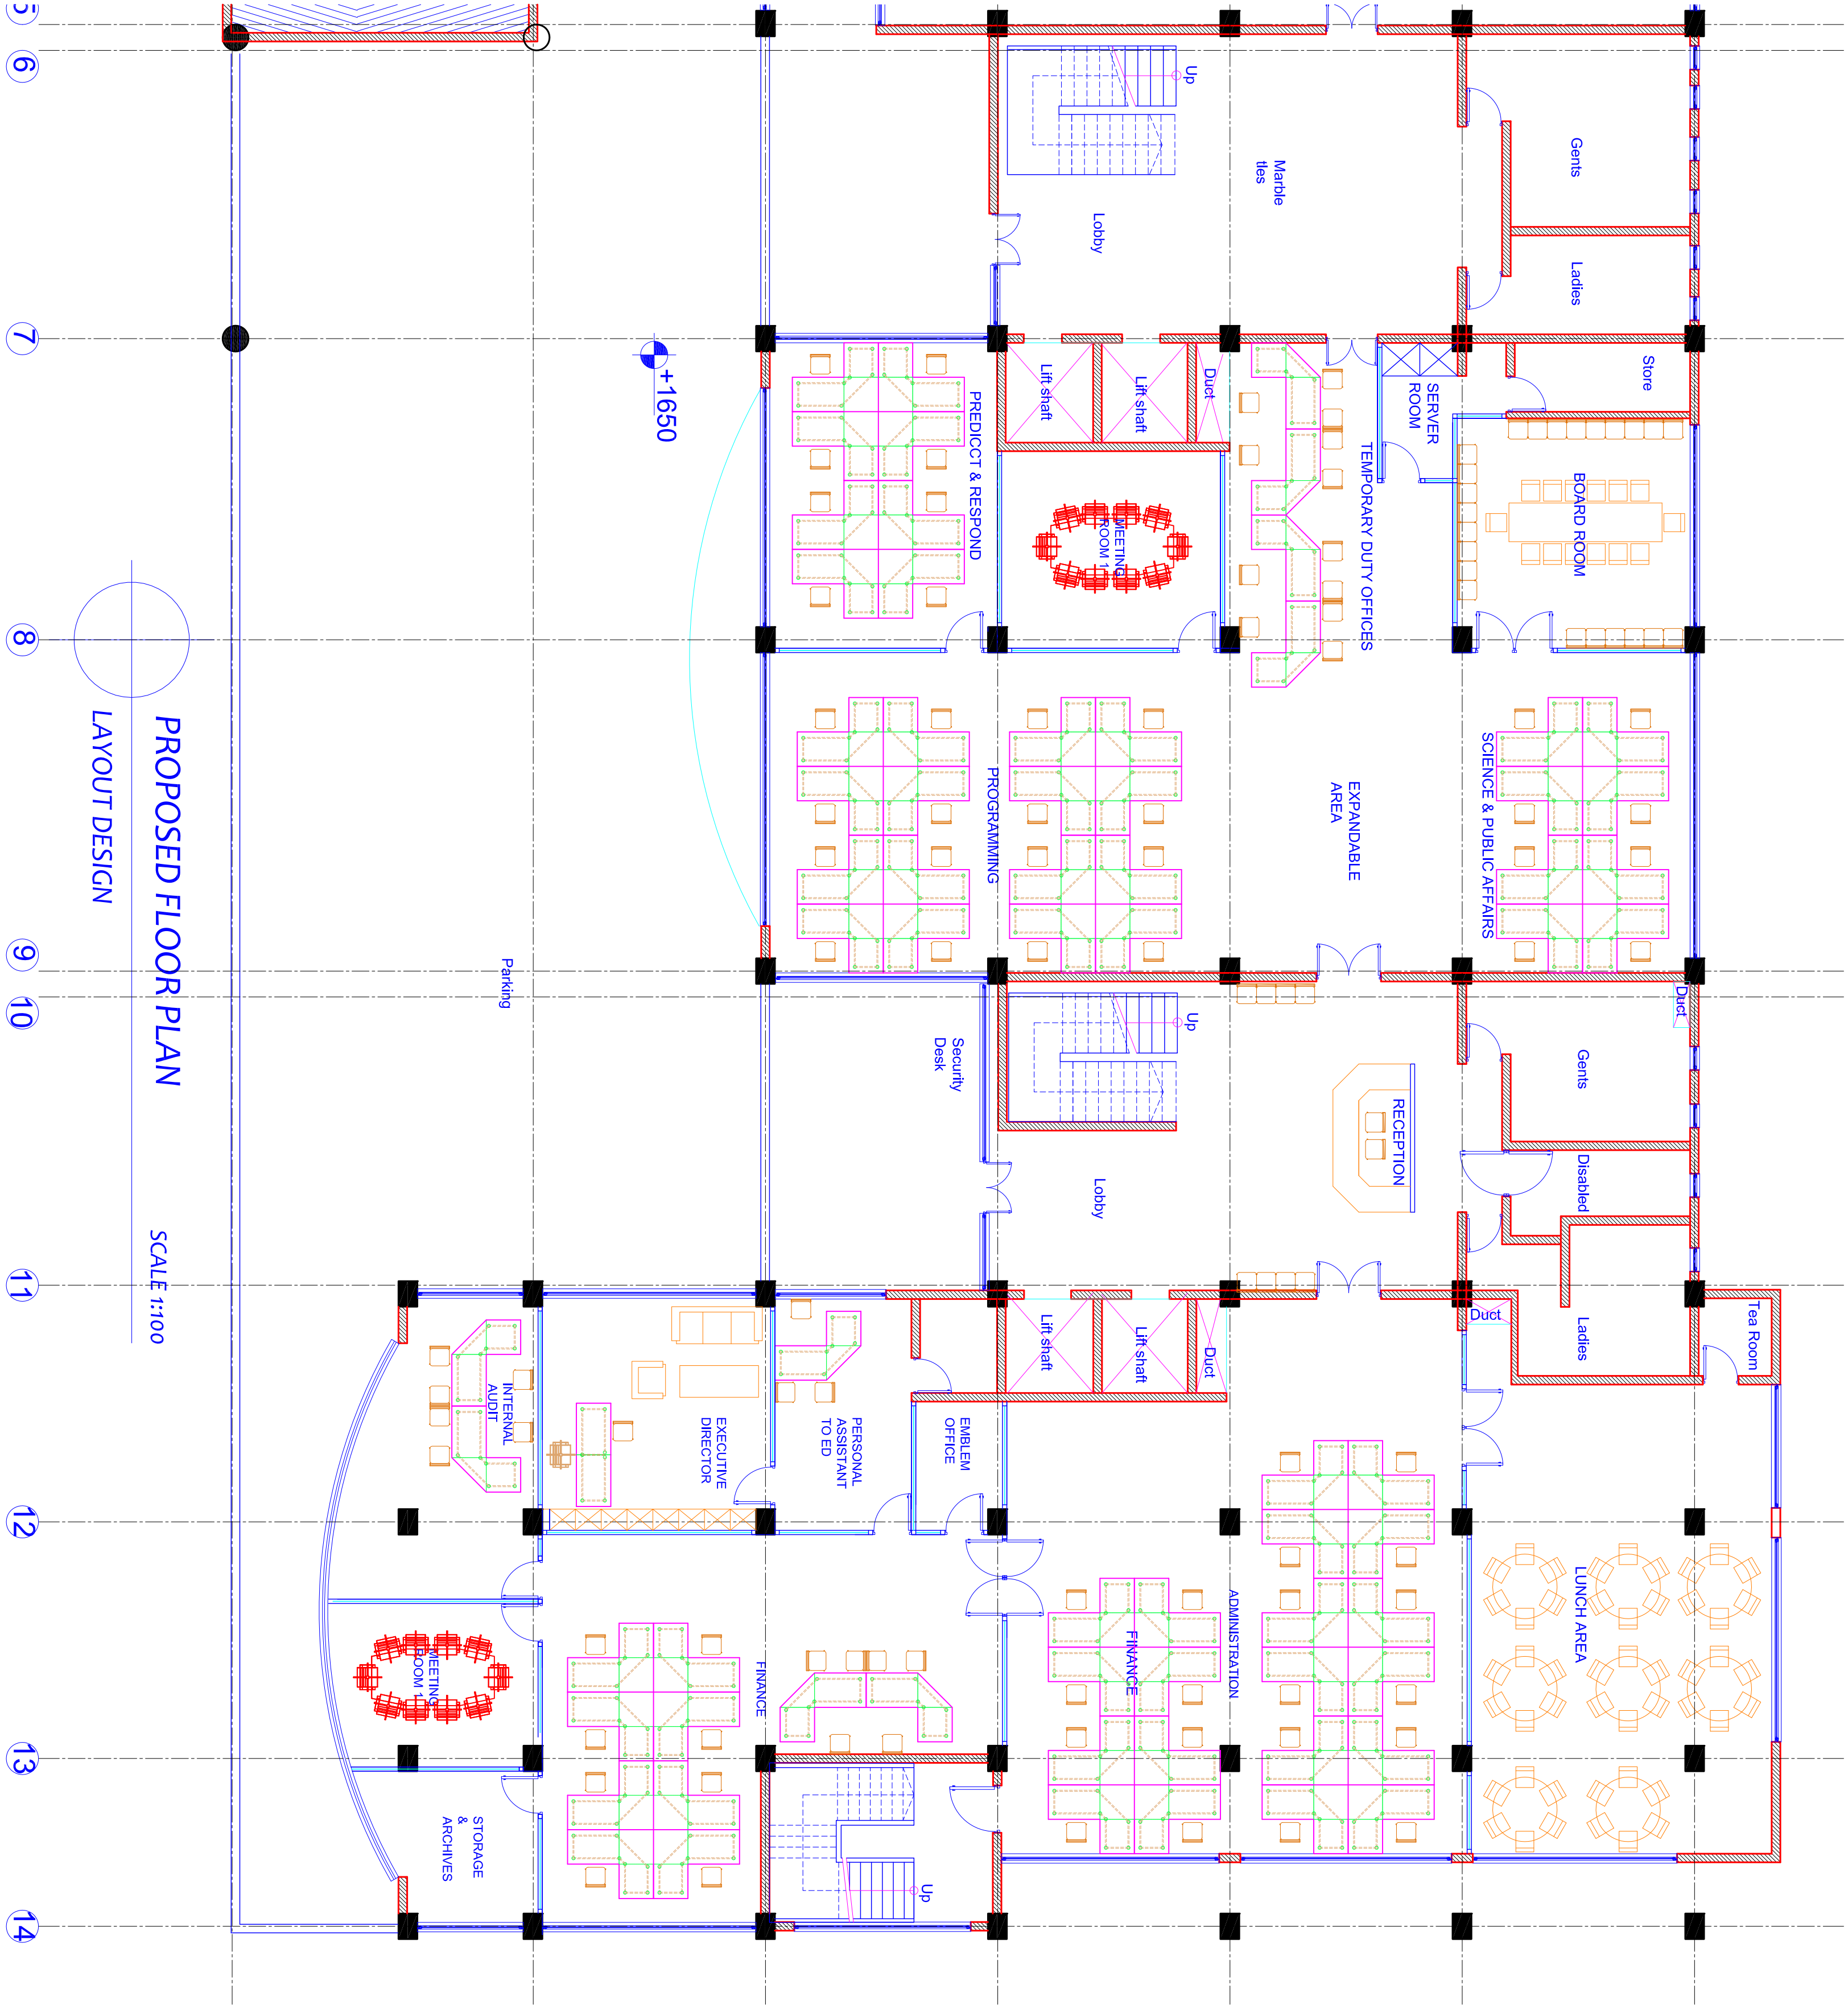 Tea Room
Duct
Store
Gents
Ladies
Gents
Disabled
Ladies
BOARD ROOM
LUNCH AREA
SCIENCE & PUBLIC AFFAIRS
Duct
SERVER
ROOM
RECEPTION
TEMPORARY DUTY OFFICES
EXPANDABLE
AREA
Marble
tles
ADMINISTRATION
Duct
Duct
Up
Up
Lift shaft
Lift shaft
MEETING
ROOM 1
FINANCE
Lobby
Lobby
Lift shaft
Lift shaft
PREDICCT & RESPOND
PROGRAMMING
Security
Desk
EMBLEM
OFFICE
Up
PERSONAL
ASSISTANT
TO ED
FINANCE
EXECUTIVE
DIRECTOR
+1650
Parking
INTERNAL
AUDIT
MEETING
ROOM 1
STORAGE
&
ARCHIVES
PROPOSED FLOOR PLAN
SCALE 1:100
LAYOUT DESIGN
5
6
7
8
9
10
11
12
13
14